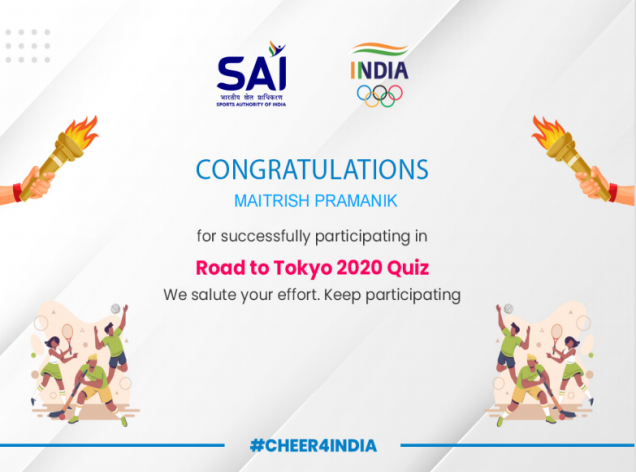 SAI
भारतीय खेल प्राधिकरण
SPORTS AUTHORITY OF INDIA
INDIA
CONGRATULATIONS
MAITRISH PRAMANIK
for successfully participating in
Road to Tokyo 2020 Quiz
We salute your effort. Keep participating
#CHEER4INDIA